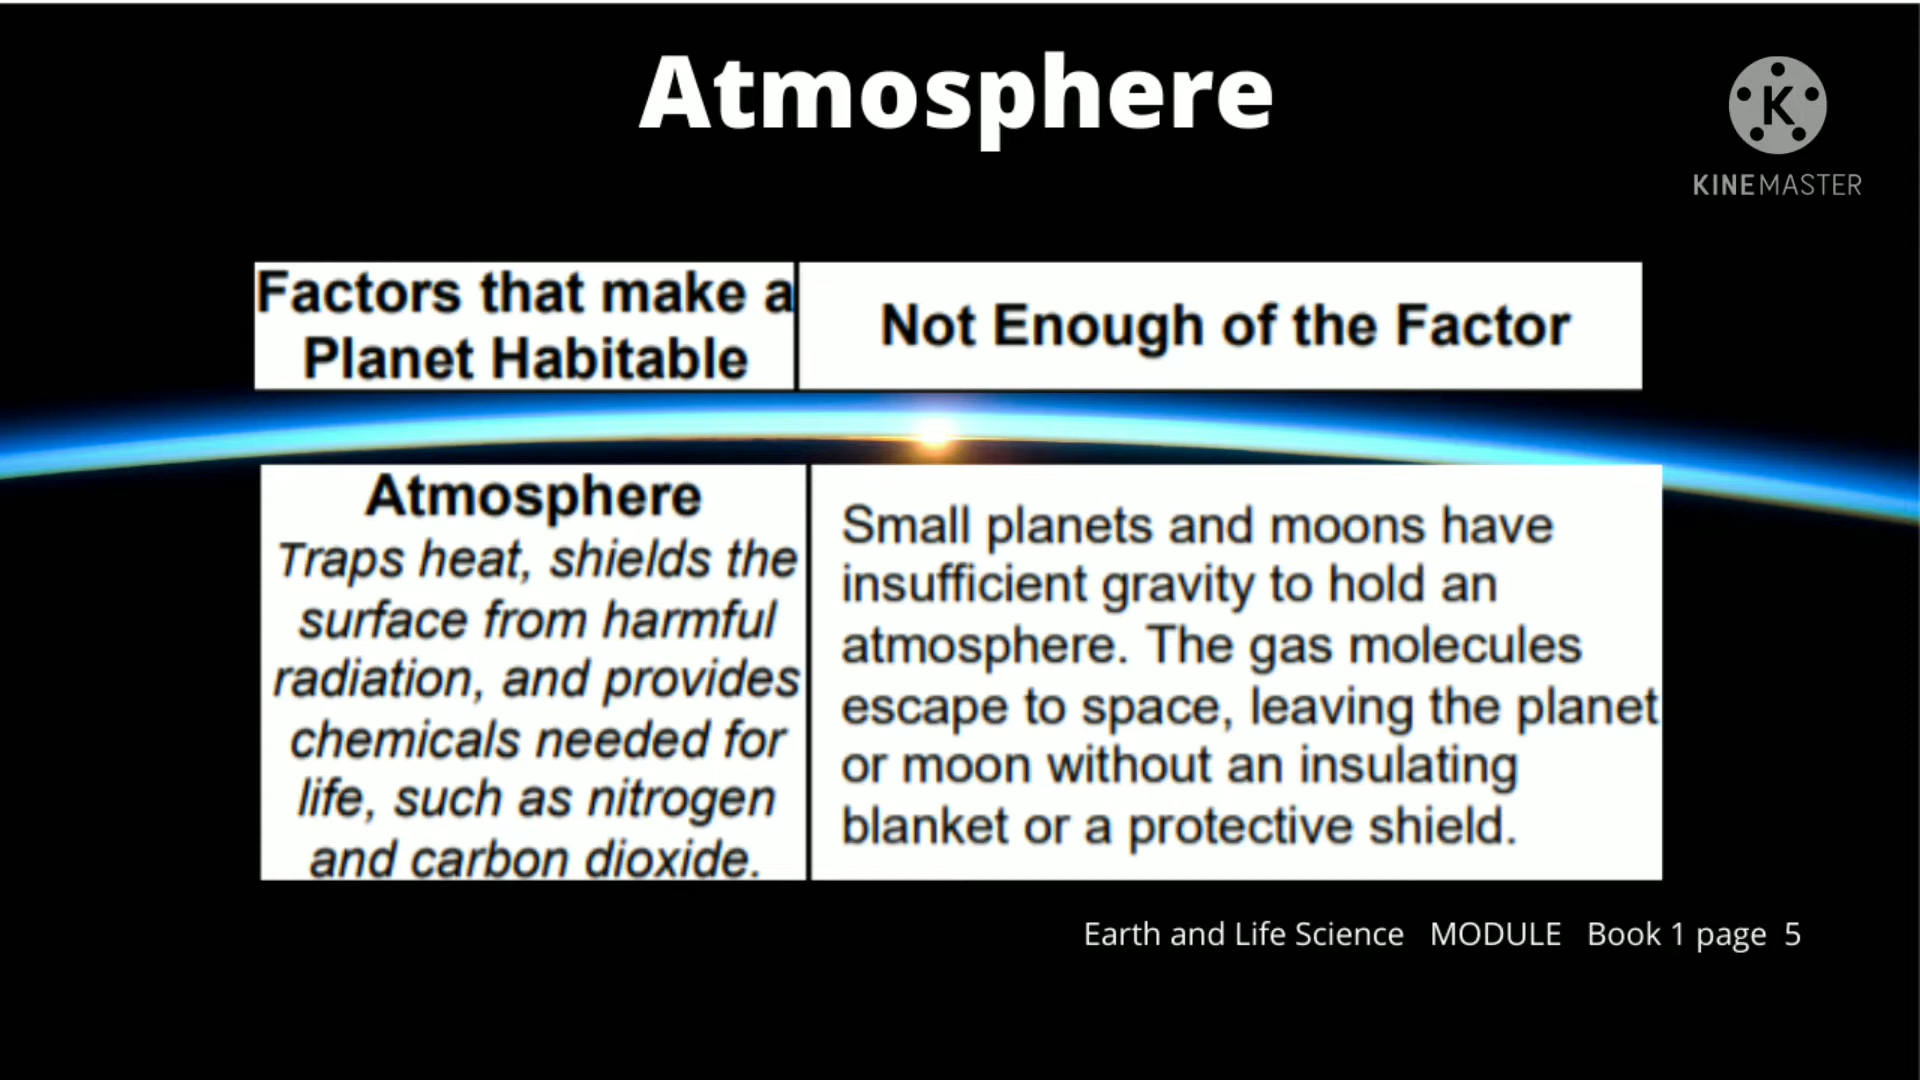 Atmosphere
K
KINEMASTER
Factors that make a
Planet Habitable
Not Enough of the Factor
Atmosphere
Traps heat, shields the
surface from harmful
radiation, and provides
chemicals needed for
life, such as nitrogen
and carbon dioxide.
Small planets and moons have
insufficient gravity to hold an
atmosphere. The gas molecules
escape to space, leaving the planet
or moon without an insulating
blanket or a protective shield.
Earth and Life Science MODULE Book 1 page 5